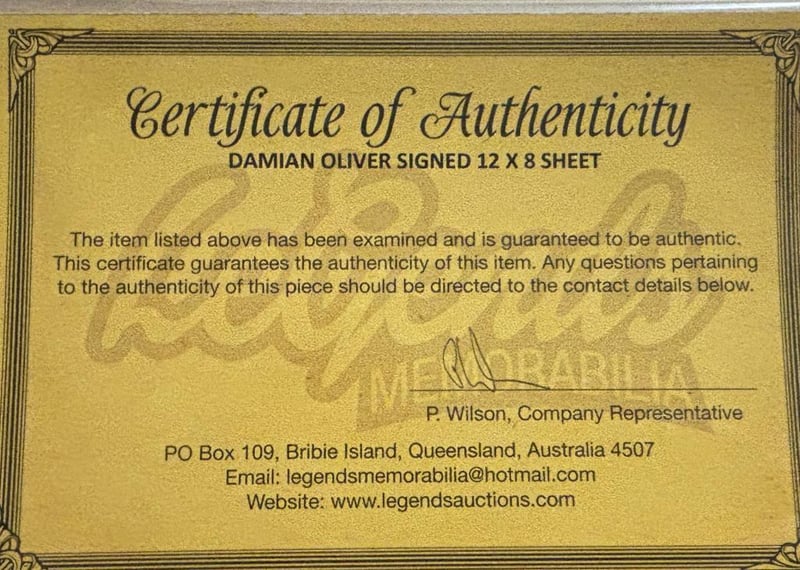 Certificate of Authenticity
DAMIAN OLIVER SIGNED 12 X 8 SHEET
The item listed above has been examined and is guaranteed to be authentic.
This certificate guarantees the authenticity of this item. Any questions pertaining
to the authenticity of this piece should be directed to the contact details below.
Legends
MEMORABILIA
P. Wilson, Company Representative
PO Box 109, Bribie Island, Queensland, Australia 4507
Email: legendsmemorabilia@hotmail.com
Website: www.legendsauctions.com